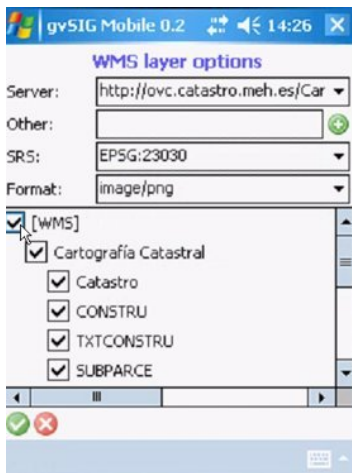 gvSIG Mobile 0.2 14:26
WMS layer options
Server: http://ovc.catastro.meh.es/Car
Other:
SRS: EPSG:23030
Format: image/png
[WMS]
Cartografía Catastral
Catastro
CONSTRU
TXTCONSTRU
SUBPARCE